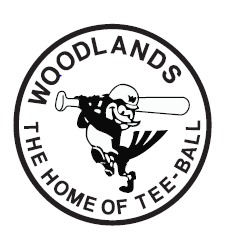 WOODLANDS
THE HOME OF TEE-BALL